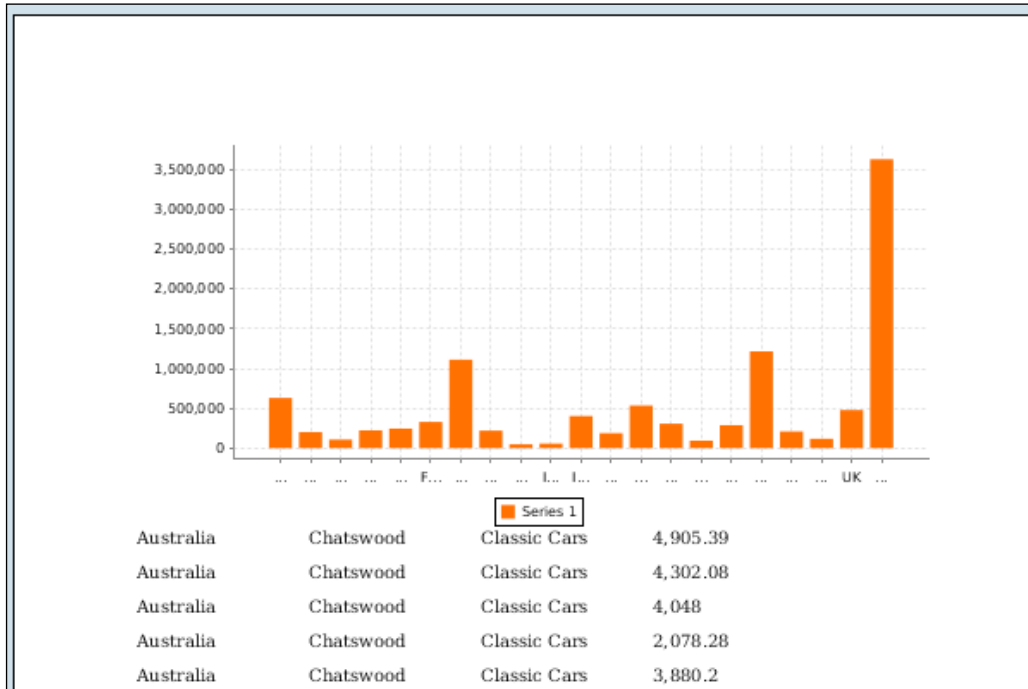 3,500,000
3,000,000
2,500,000
2,000,000
1,500,000
1,000,000
500,000
0
... ... ... ... ... F... ... ... ... I... I... ... ... ... ... ... ... ... ... UK ...
Series 1
Australia Chatswood Classic Cars 4,905.39
Australia Chatswood Classic Cars 4,302.08
Australia Chatswood Classic Cars 4,048
Australia Chatswood Classic Cars 2,078.28
Australia Chatswood Classic Cars 3,880.2